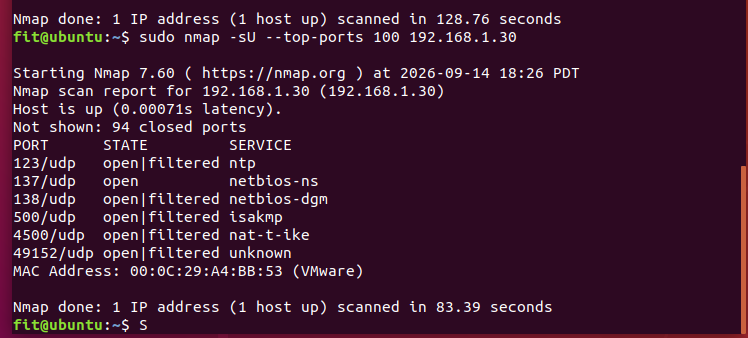 Nmap done: 1 IP address (1 host up) scanned in 128.76 seconds
fit@ubuntu:~$ sudo nmap -sU --top-ports 100 192.168.1.30
Starting Nmap 7.60 ( https://nmap.org ) at 2026-09-14 18:26 PDT
Nmap scan report for 192.168.1.30 (192.168.1.30)
Host is up (0.00071s latency).
Not shown: 94 closed ports
PORT      STATE         SERVICE
123/udp   open|filtered ntp
137/udp   open          netbios-ns
138/udp   open|filtered netbios-dgm
500/udp   open|filtered isakmp
4500/udp  open|filtered nat-t-ike
49152/udp open|filtered unknown
MAC Address: 00:0C:29:A4:BB:53 (VMware)
Nmap done: 1 IP address (1 host up) scanned in 83.39 seconds
fit@ubuntu:~$ S